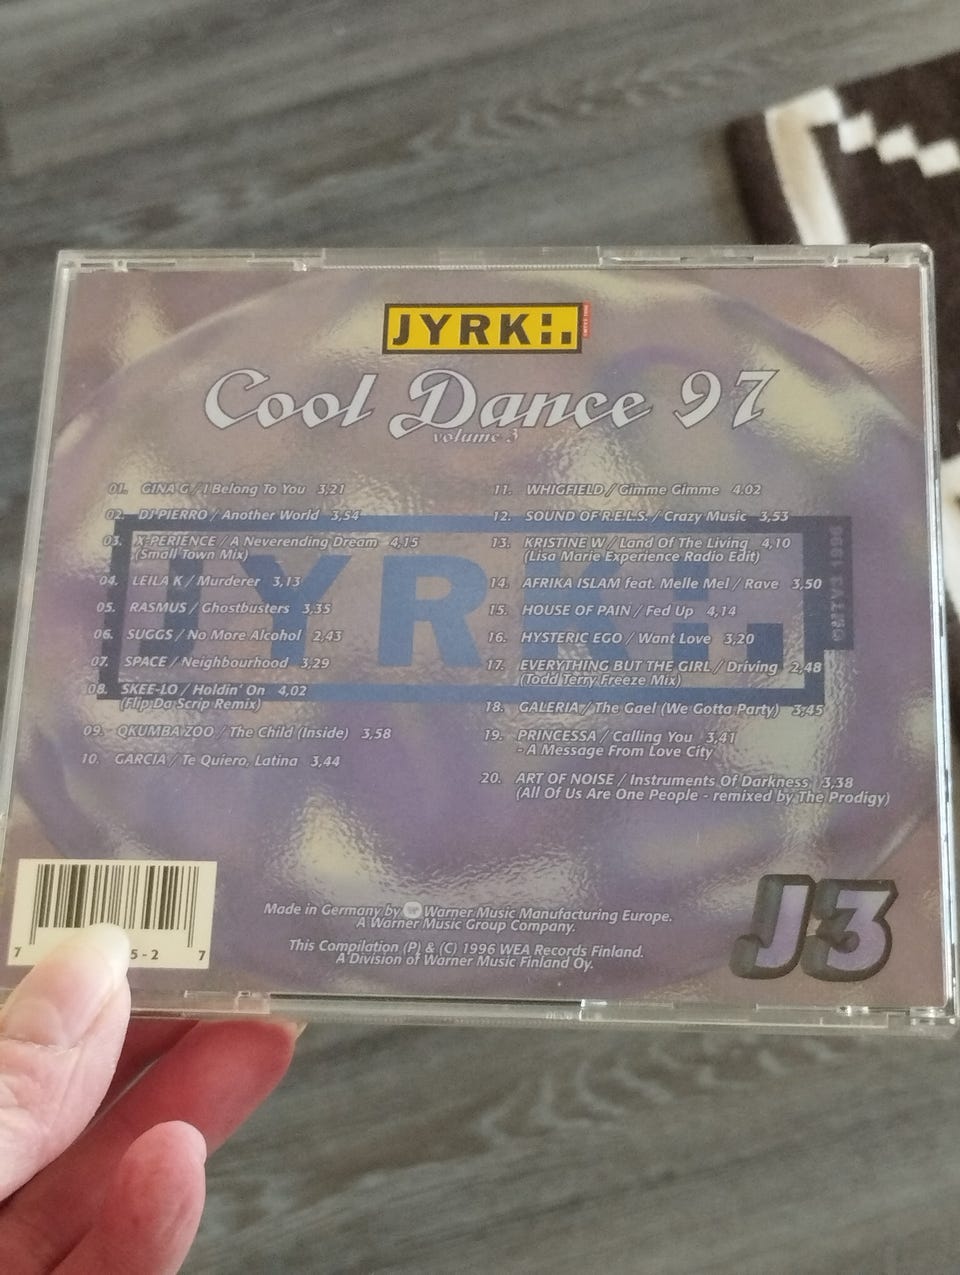 JYRKI.
Cool Dance 97
volume 3
01. GINA G / I Belong To You 3,21
02. DJ PIERRO / Another World 3,54
03. X-PERIENCE / A Neverending Dream 4,15
(Small Town Mix)
04. LEILA K / Murderer 3,13
05. RASMUS / Ghostbusters 3,35
06. SUGGS / No More Alcohol 2,43
07. SPACE / Neighbourhood 3,29
08. SKEE-LO / Holdin' On 4,02
(Flip Da Scrip Remix)
09. QKUMBA ZOO / The Child (Inside) 3,58
10. GARCIA / Te Quiero, Latina 3,44
11. WHIGFIELD / Gimme Gimme 4.02
12. SOUND OF R.E.L.S. / Crazy Music 3,53
13. KRISTINE W / Land Of The Living 4,10
(Lisa Marie Experience Radio Edit)
14. AFRIKA ISLAM feat. Melle Mel / Rave 3,50
15. HOUSE OF PAIN / Fed Up 4,14
16. HYSTERIC EGO / Want Love 3,20
17. EVERYTHING BUT THE GIRL / Driving 2,48
(Todd Terry Freeze Mix)
18. GALERIA / The Gael (We Gotta Party) 3,45
19. PRINCESSA / Calling You 3,41
- A Message From Love City
20. ART OF NOISE / Instruments Of Darkness 3,38
(All Of Us Are One People - remixed by The Prodigy)
JYRKI.
Made in Germany by Warner Music Manufacturing Europe.
A Warner Music Group Company.
This Compilation (P) & (C) 1996 WEA Records Finland.
A Division of Warner Music Finland Oy.
7 5-2 7
J3